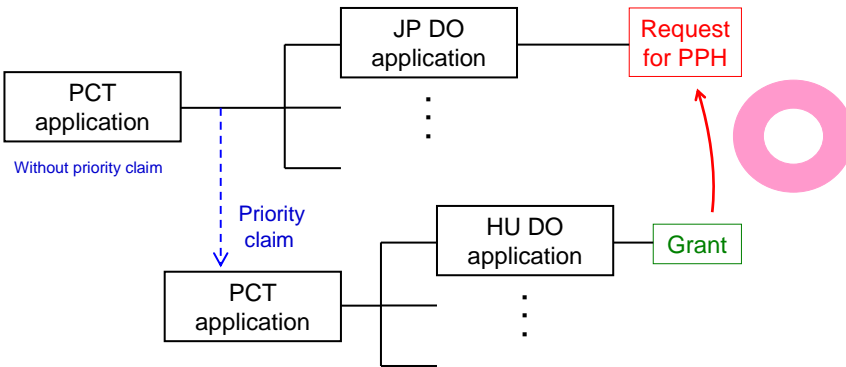 JP DO
application
Request
for PPH
PCT
application
Without priority claim
Priority
claim
HU DO
application
Grant
PCT
application